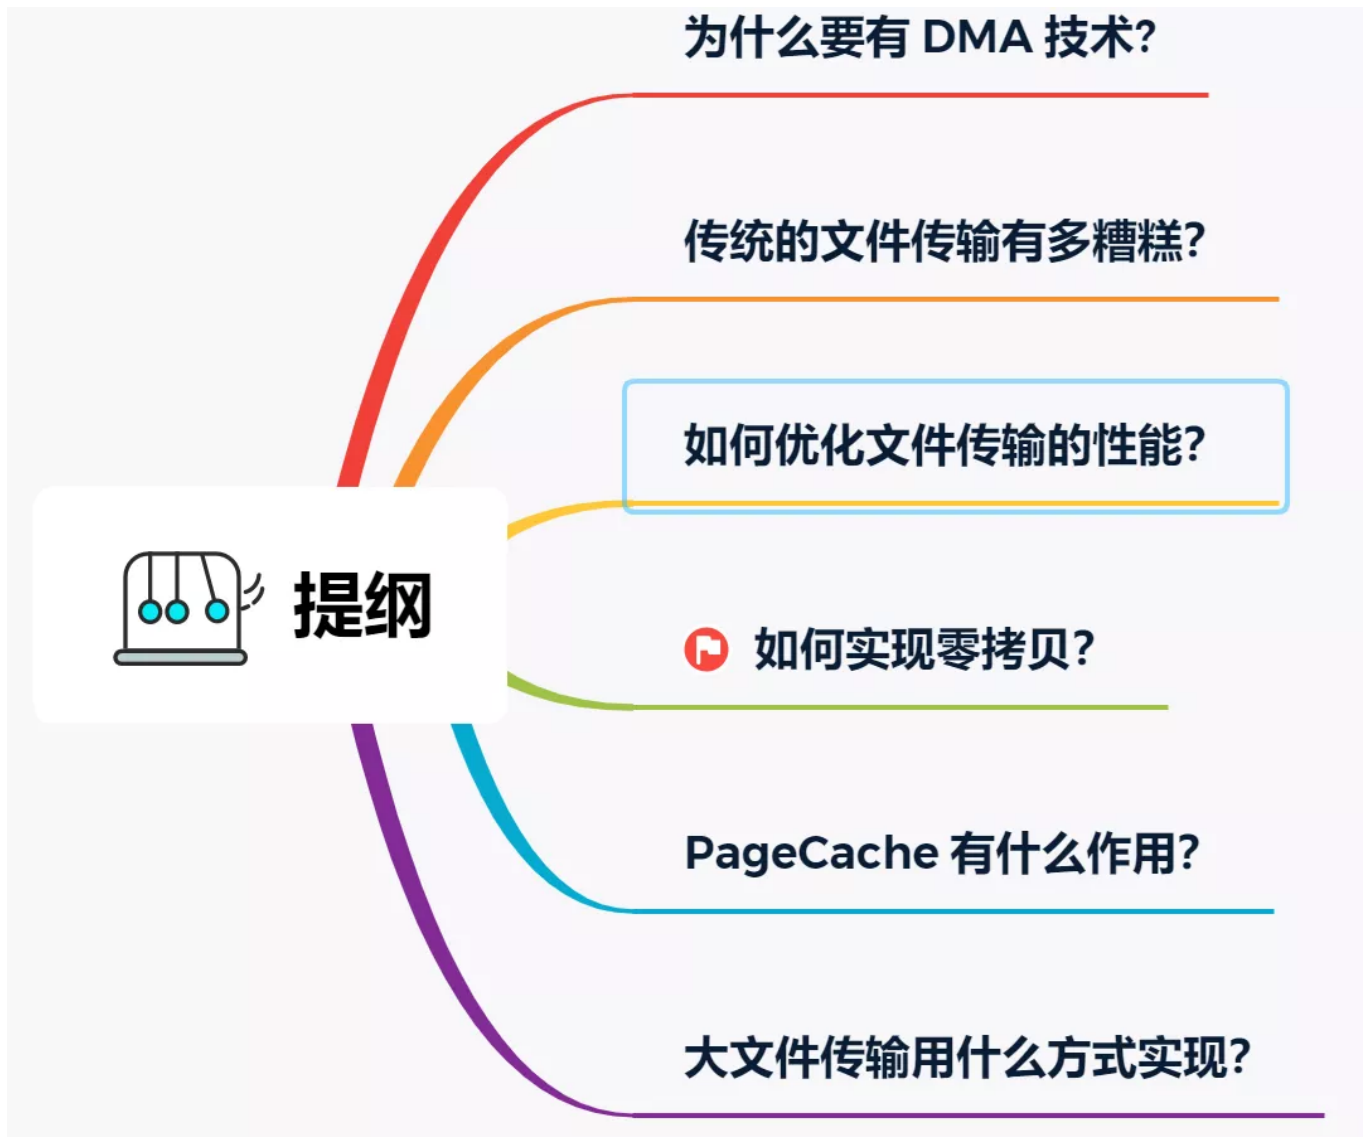 为什么要有 DMA 技术?
传统的文件传输有多糟糕?
如何优化文件传输的性能?
提纲
如何实现零拷贝?
PageCache 有什么作用?
大文件传输用什么方式实现?